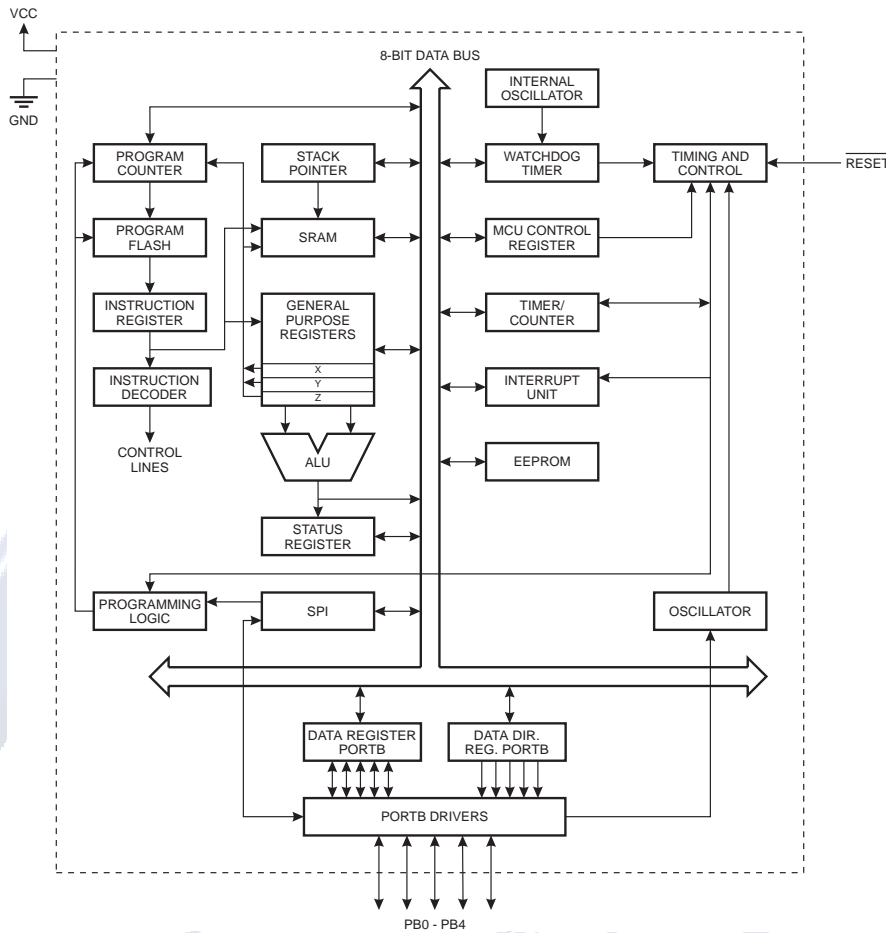 VCC
GND
8-BIT DATA BUS
INTERNAL
OSCILLATOR
PROGRAM
COUNTER
STACK
POINTER
WATCHDOG
TIMER
TIMING AND
CONTROL
RESET
PROGRAM
FLASH
SRAM
MCU CONTROL
REGISTER
INSTRUCTION
REGISTER
GENERAL
PURPOSE
REGISTERS
X
Y
Z
TIMER/
COUNTER
INSTRUCTION
DECODER
INTERRUPT
UNIT
CONTROL
LINES
ALU
EEPROM
STATUS
REGISTER
PROGRAMMING
LOGIC
SPI
OSCILLATOR
DATA REGISTER
PORTB
DATA DIR.
REG. PORTB
PORTB DRIVERS
PB0 - PB4